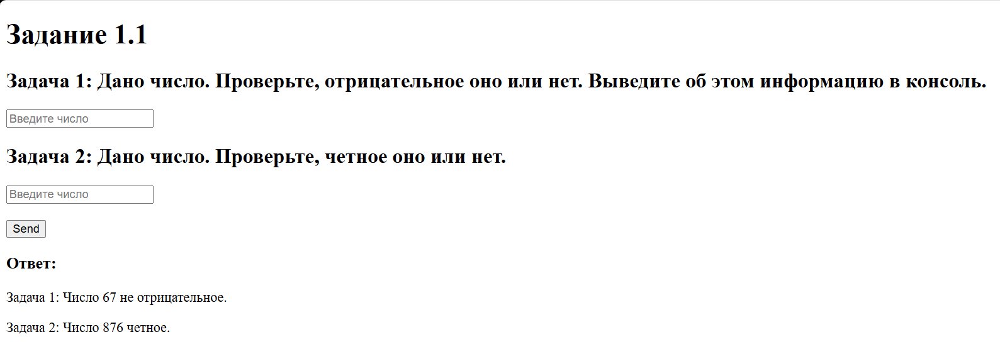 Задание 1.1
Задача 1: Дано число. Проверьте, отрицательное оно или нет. Выведите об этом информацию в консоль.
Введите число
Задача 2: Дано число. Проверьте, четное оно или нет.
Введите число
Send
Ответ:
Задача 1: Число 67 не отрицательное.
Задача 2: Число 876 четное.